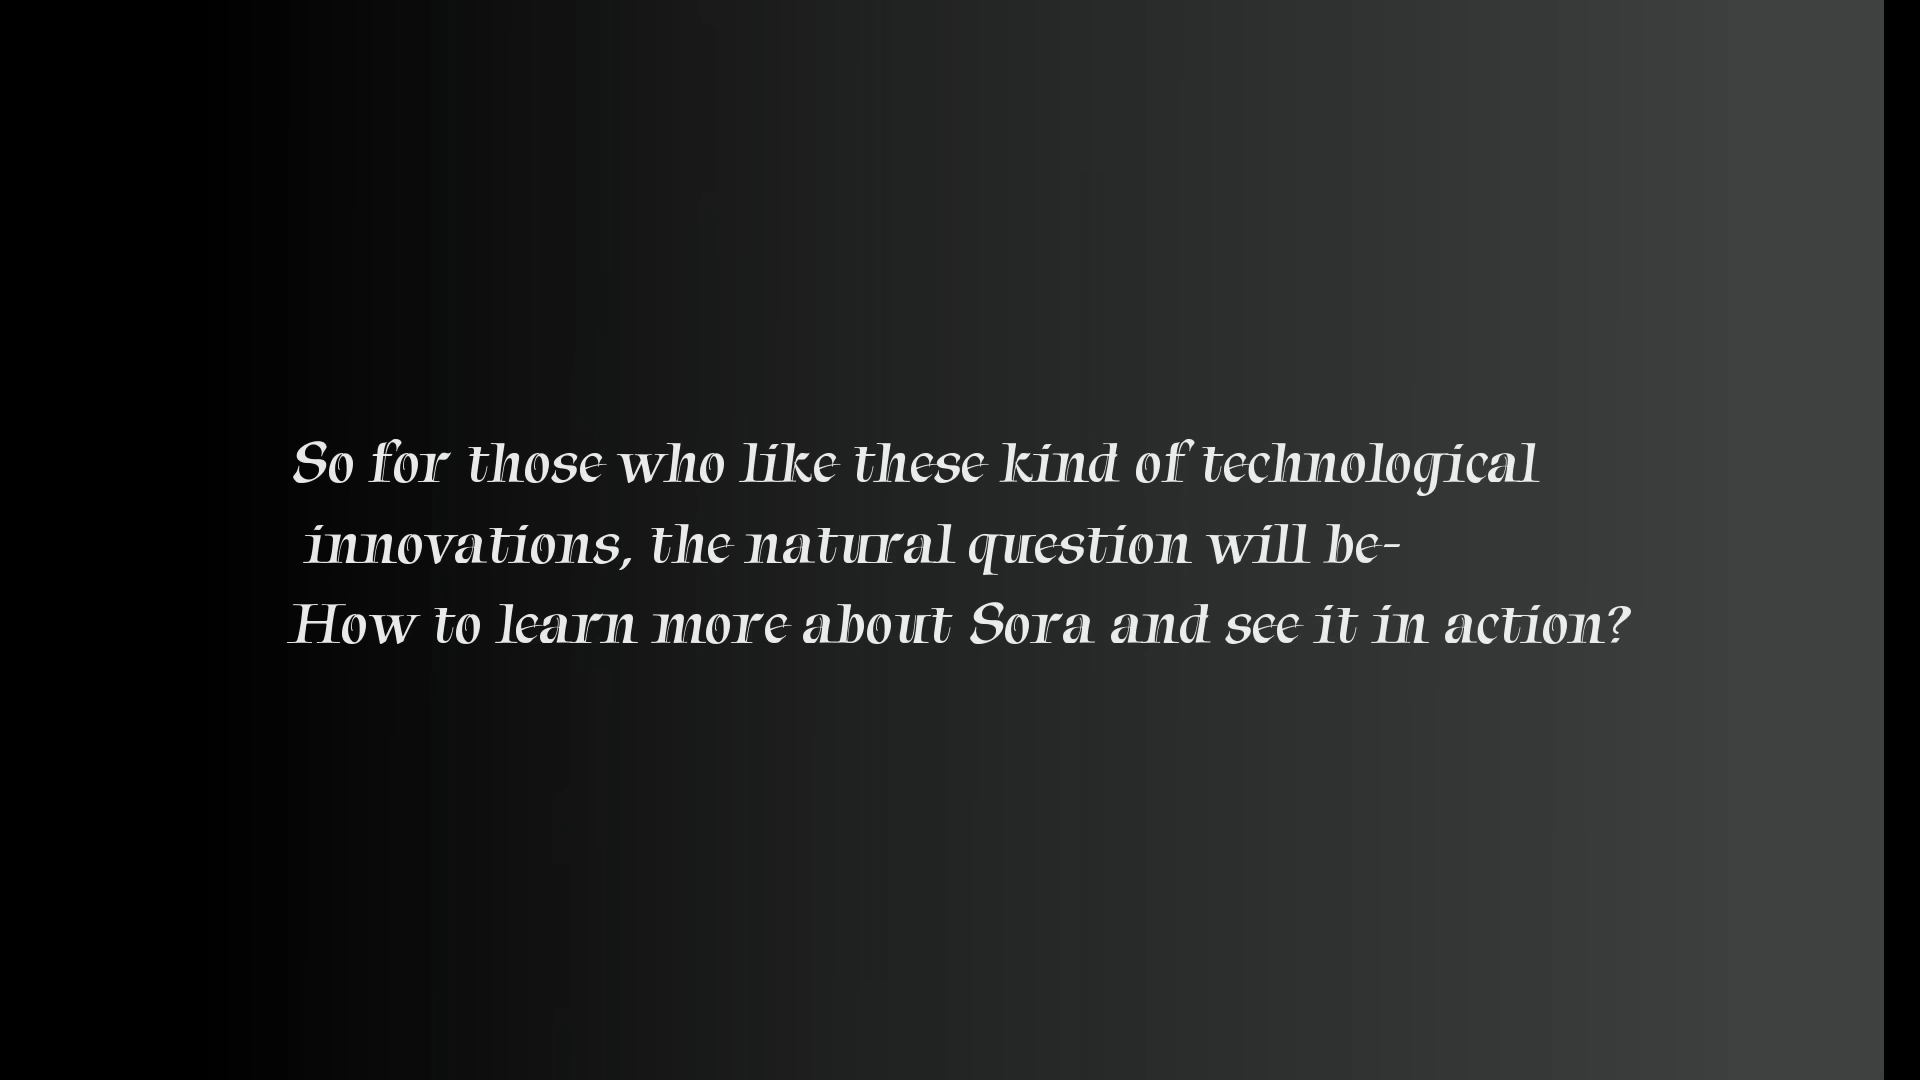 So for those who like these kind of technological
innovations, the natural question will be-
How to learn more about Sora and see it in action?